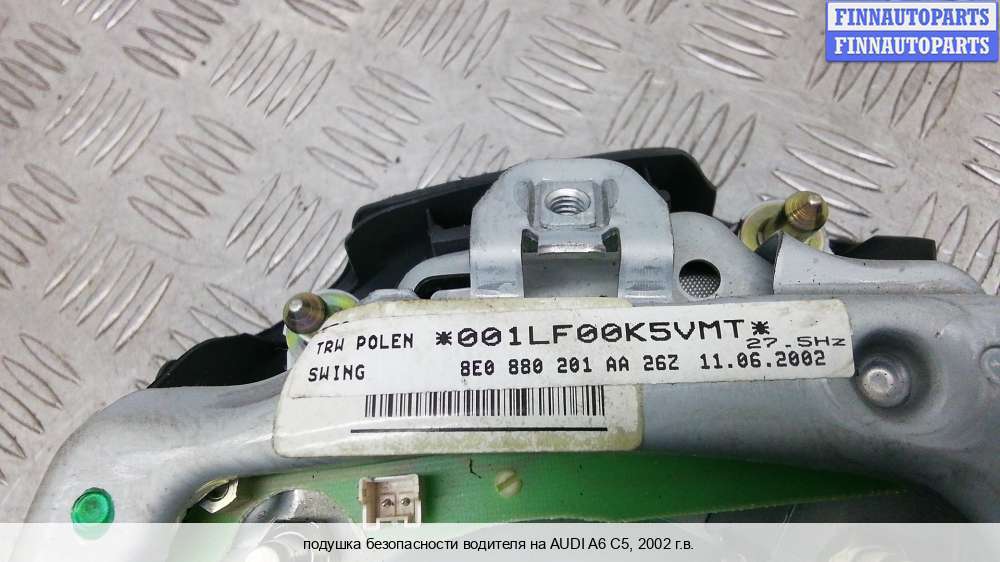 FINNAUTOPARTS
FINNAUTOPARTS
TRW POLEN *001LF00K5VMT*
27.5Hz
SWING 8E0 880 201 AA 26Z 11.06.2002
подушка безопасности водителя на AUDI A6 C5, 2002 г.в.